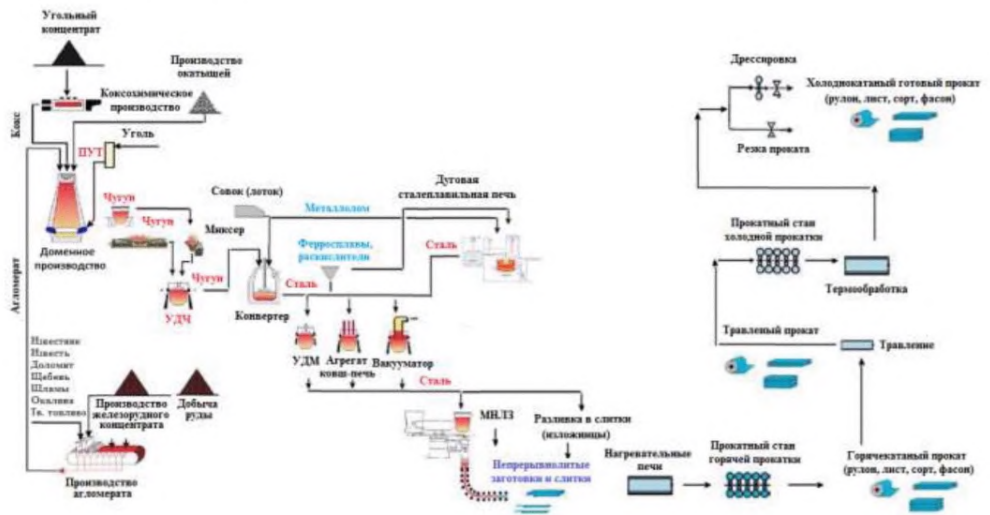 Угольный
концентрат
Производство
окатышей
Коксохимическое
производство
Кокс
Уголь
ПУТ
Чугун
Чугун
Миксер
Доменное
производство
Чугун
УДЧ
Агломерат
Совок (лоток)
Металлолом
Дуговая
сталеплавильная печь
Ферросплавы,
раскислители
Сталь
Сталь
Конвертер
УДМ
Агрегат
ковш-печь
Вакууматор
Сталь
Известняк
Известь
Доломит
Щебень
Шламы
Окалина
Тв. топливо
Производство
железорудного
концентрата
Добыча
руды
Производство
агломерата
МНЛЗ
Разливка в слитки
(изложницы)
Непрерывнолитые
заготовки и слитки
Нагревательные
печи
Прокатный стан
горячей прокатки
Горячекатаный прокат
(рулон, лист, сорт, фасон)
Травление
Травленый прокат
Прокатный стан
холодной прокатки
Термообработка
Дрессировка
Резка проката
Холоднокатаный готовый прокат
(рулон, лист, сорт, фасон)